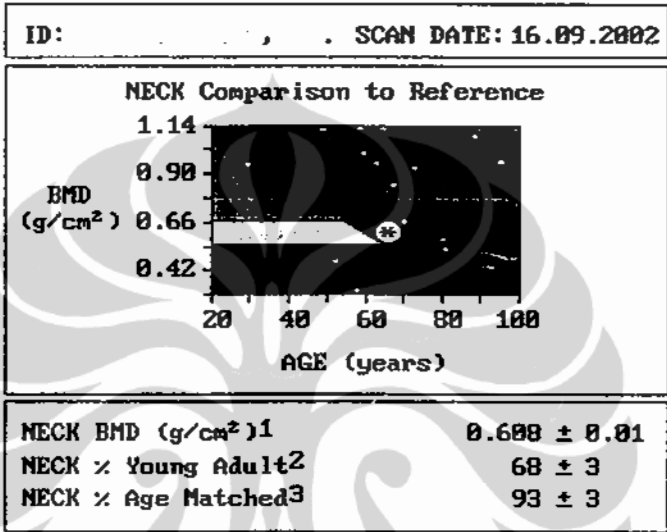 ID: SCAN DATE: 16.09.2002
NECK Comparison to Reference
1.14
0.90
BMD
(g/cm²) 0.66
0.42
20 40 60 80 100
AGE (years)
NECK BMD (g/cm²)1 0.608 ± 0.01
NECK % Young Adult2 68 ± 3
NECK % Age Matched3 93 ± 3